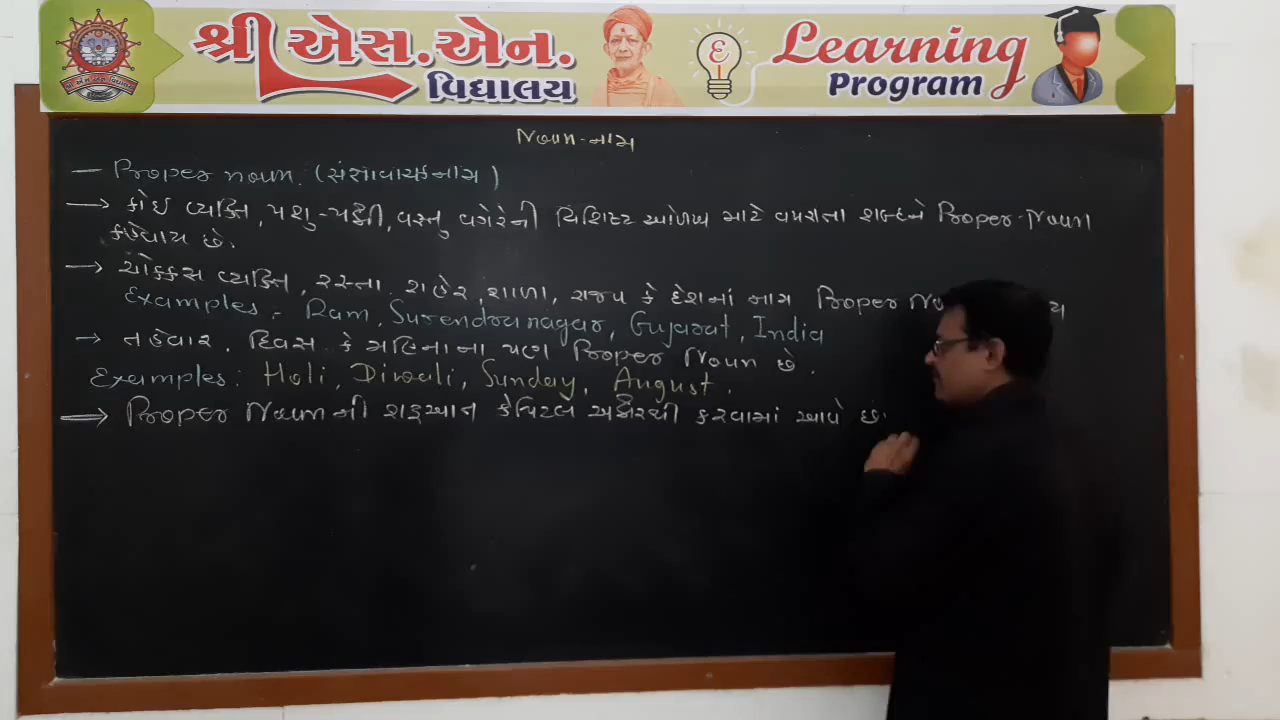 શ્રી એસ.એન. વિદ્યાલય
Learning Program
Noun-નામ
— Proper noun. (સંજ્ઞાવાચક નામ)
→ કોઈ વ્યક્તિ, પશુ-પક્ષી, વસ્તુ વગેરેની વિશિષ્ટ ઓળખ માટે વપરાતા શબ્દને Proper-Noun
કહેવાય છે.
→ ચોક્કસ વ્યક્તિ, રસ્તા, શહેર, શાળા, રાજ્ય કે દેશનાં નામ Proper No
Examples - Ram, Surendranagar, Gujarat, India
→ તહેવાર, દિવસ કે મહિનાના પણ Proper Noun છે.
Examples: Holi, Diwali, Sunday, August.
⇒ Proper Noun ની શરૂઆત કેપિટલ અક્ષરથી કરવામાં આવે છે.